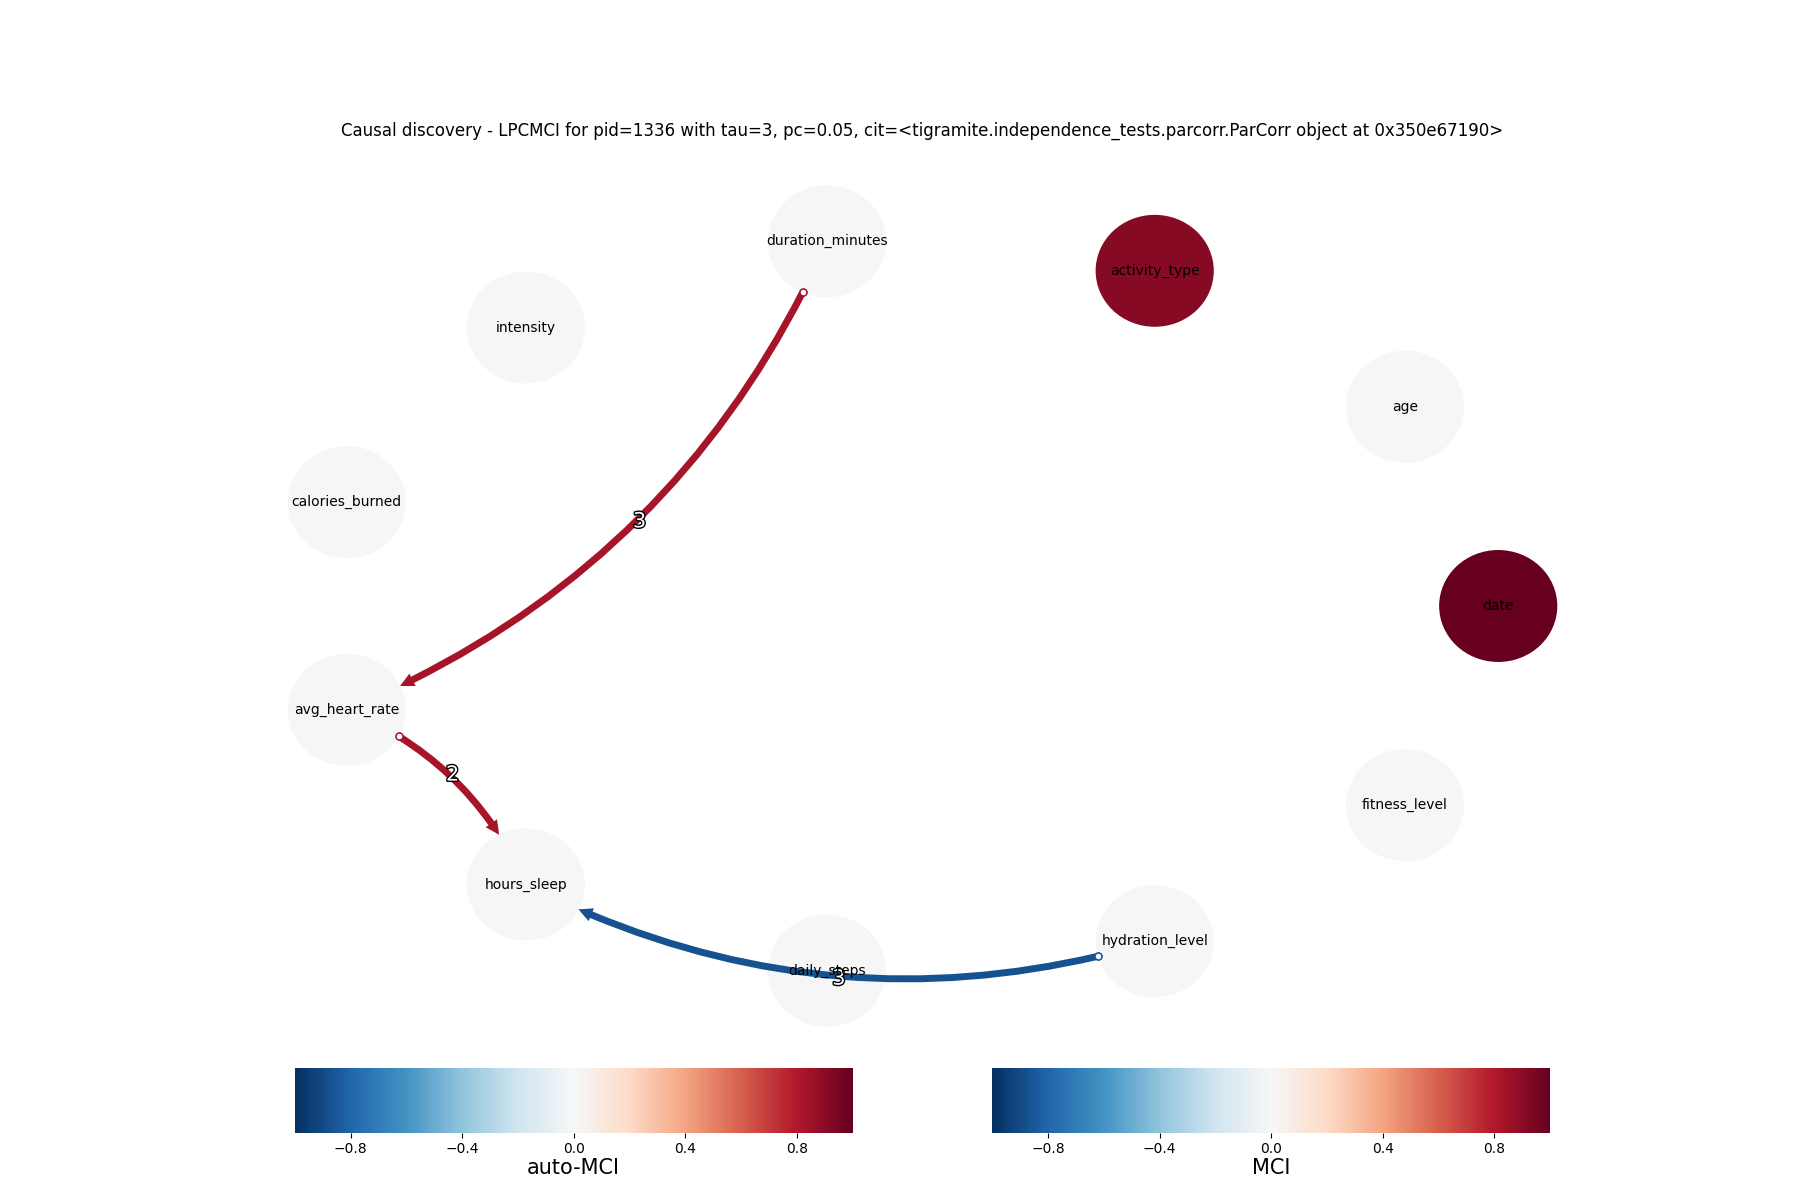 Causal discovery - LPCMCI for pid=1336 with tau=3, pc=0.05, cit=<tigramite.independence_tests.parcorr.ParCorr object at 0x350e67190>
duration_minutes
activity_type
intensity
age
calories_burned
3
date
avg_heart_rate
2
fitness_level
hours_sleep
hydration_level
daily_steps
3
−0.8 −0.4 0.0 0.4 0.8
auto-MCI
−0.8 −0.4 0.0 0.4 0.8
MCI